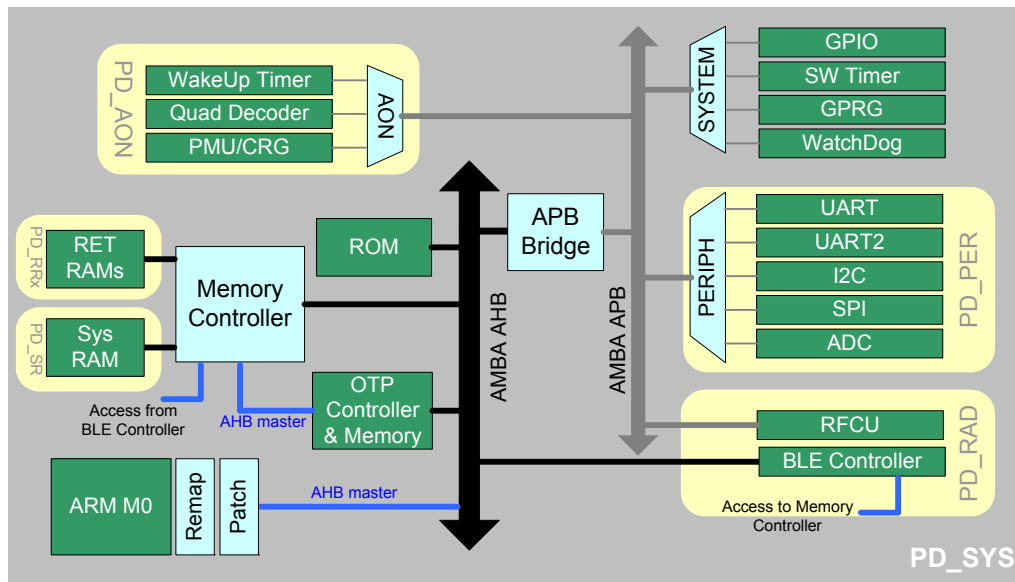 PD_AON
WakeUp Timer
Quad Decoder
PMU/CRG
AON
SYSTEM
GPIO
SW Timer
GPRG
WatchDog
PD_RRx
RET
RAMs
PD_SR
Sys
RAM
Memory
Controller
ROM
APB
Bridge
AMBA AHB
AMBA APB
PERIPH
UART
UART2
I2C
SPI
ADC
PD_PER
Access from
BLE Controller
AHB master
OTP
Controller
& Memory
RFCU
BLE Controller
PD_RAD
Access to Memory
Controller
ARM M0
Remap
Patch
AHB master
PD_SYS